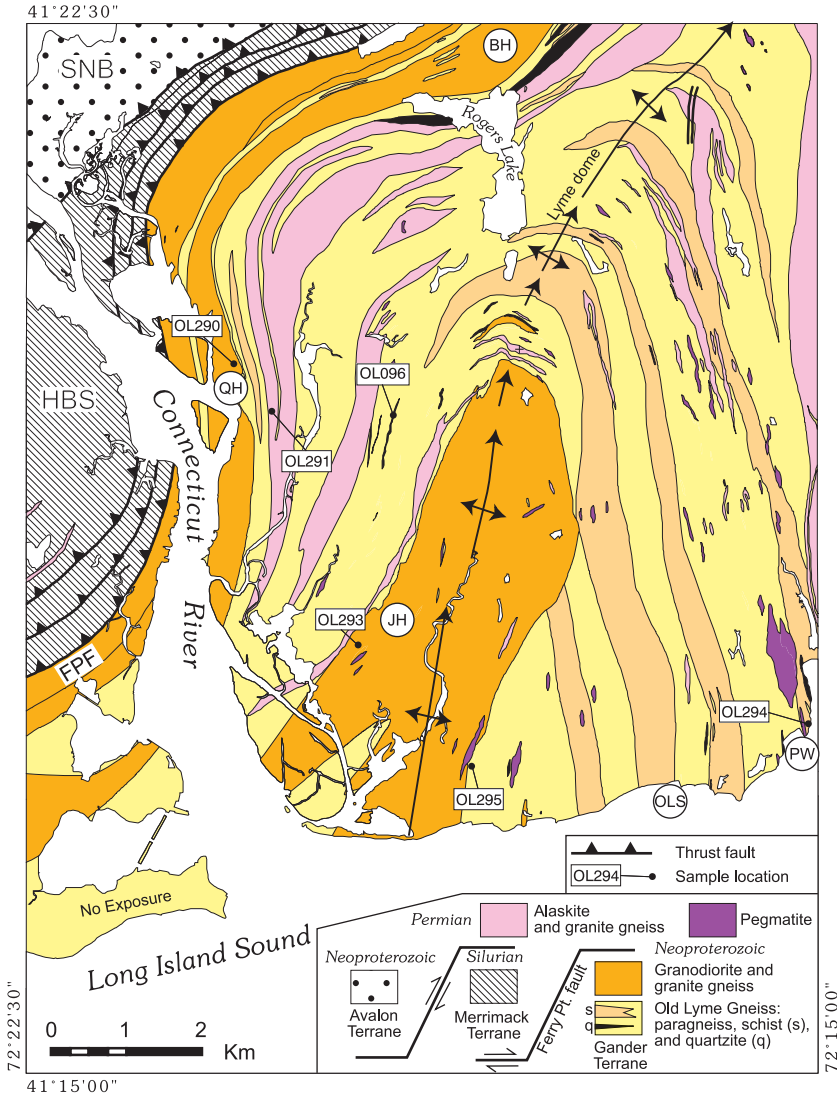 41°22'30"
SNB
BH
Rogers Lake
Lyme dome
OL290
QH
OL096
HBS
Connecticut
River
OL291
OL293
JH
FPF
OL294
PW
OL295
OLS
Thrust fault
OL294
Sample location
No Exposure
Long Island Sound
Permian
Alaskite
and granite gneiss
Pegmatite
Neoproterozoic
Silurian
Neoproterozoic
Avalon
Terrane
Merrimack
Terrane
Ferry Pt. fault
Granodiorite and
granite gneiss
s
q
Old Lyme Gneiss:
paragneiss, schist (s),
and quartzite (q)
Gander
Terrane
0 1 2
Km
72°22'30"
72°15'00"
41°15'00"